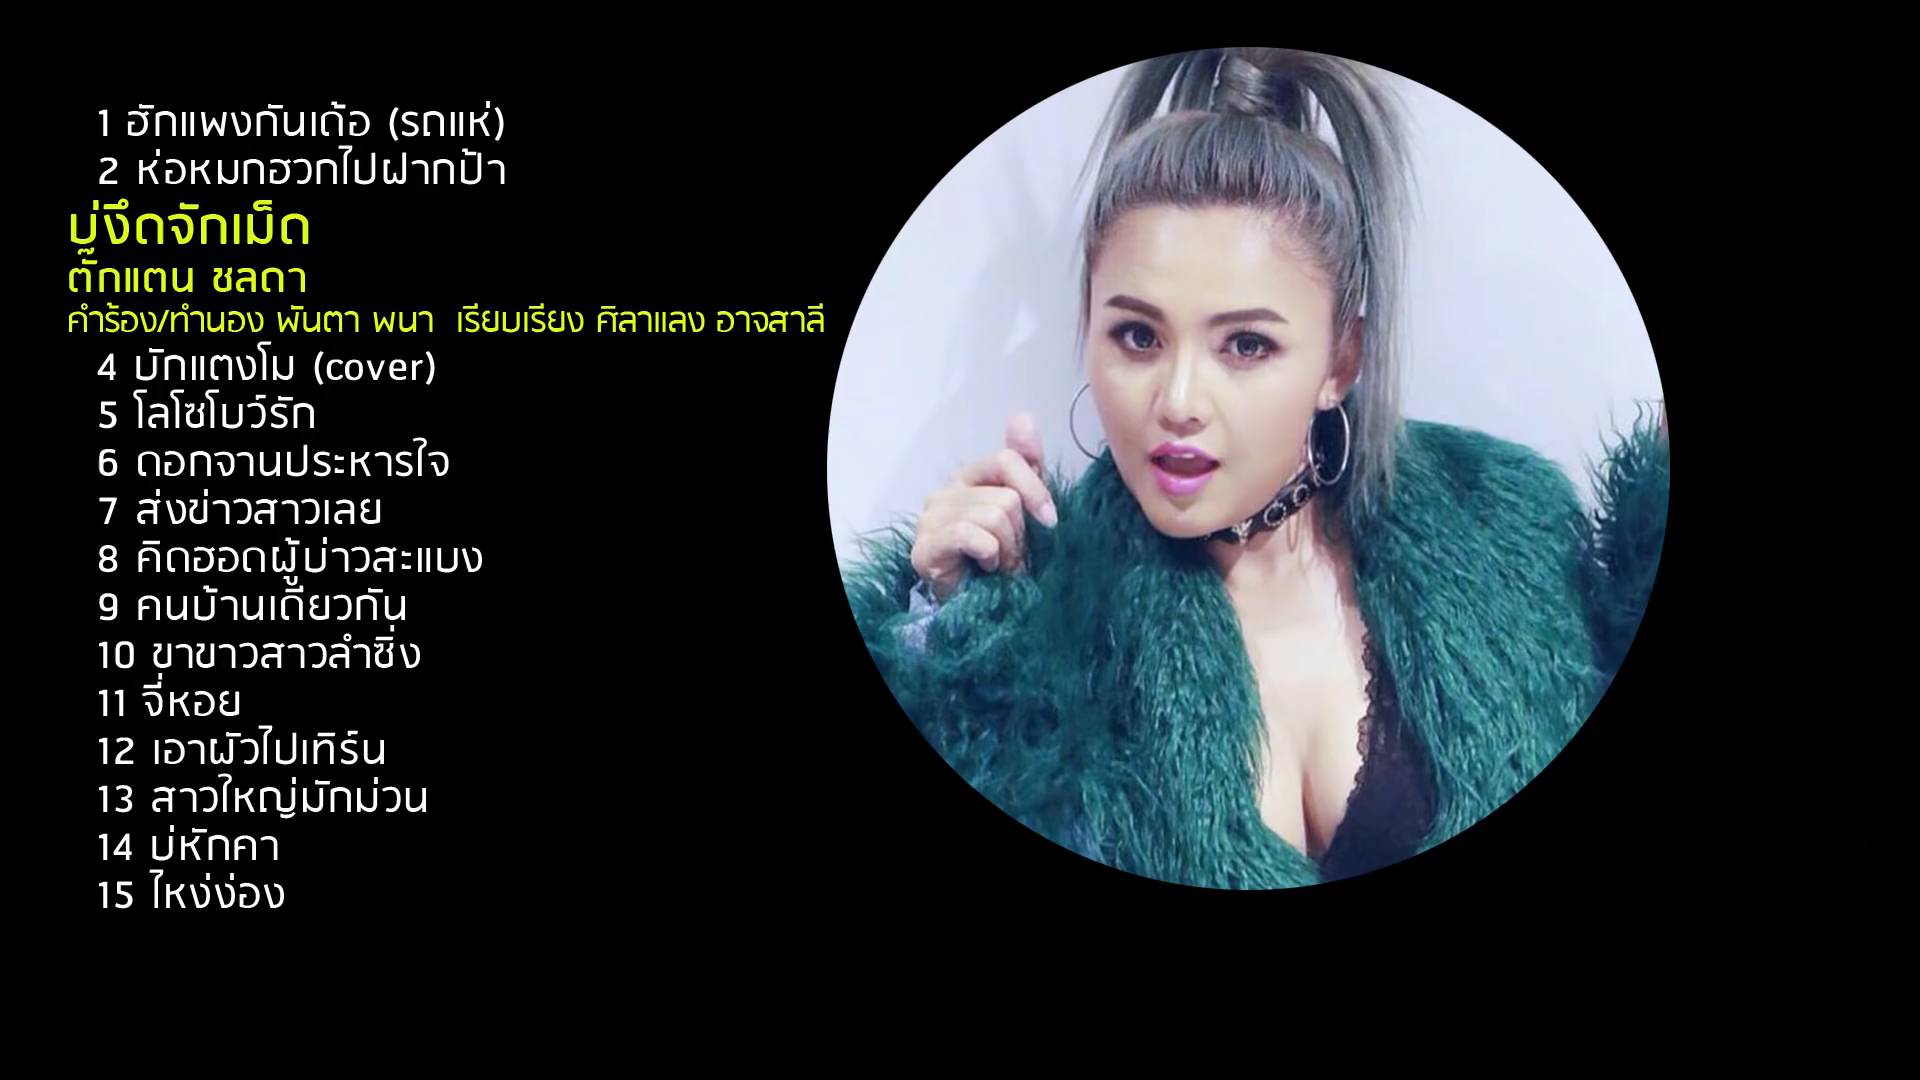 1 ฮักแพงกันเด้อ (รถแห่)
2 ห่อหมกฮวกไปฝากป้า
บ่งึดจักเม็ด
ตั๊กแตน ชลดา
คำร้อง/ทำนอง พันตา พนา เรียบเรียง ศิลาแลง อาจสาลี
4 บักแตงโม (cover)
5 โลโซโบว์รัก
6 ดอกจานประหารใจ
7 ส่งข่าวสาวเลย
8 คิดฮอดผู้บ่าวสะแบง
9 คนบ้านเดียวกัน
10 ขาขาวสาวลำซิ่ง
11 จี่หอย
12 เอาผัวไปเทิร์น
13 สาวใหญ่มักม่วน
14 บ่หักคา
15 ไหง่ง่อง